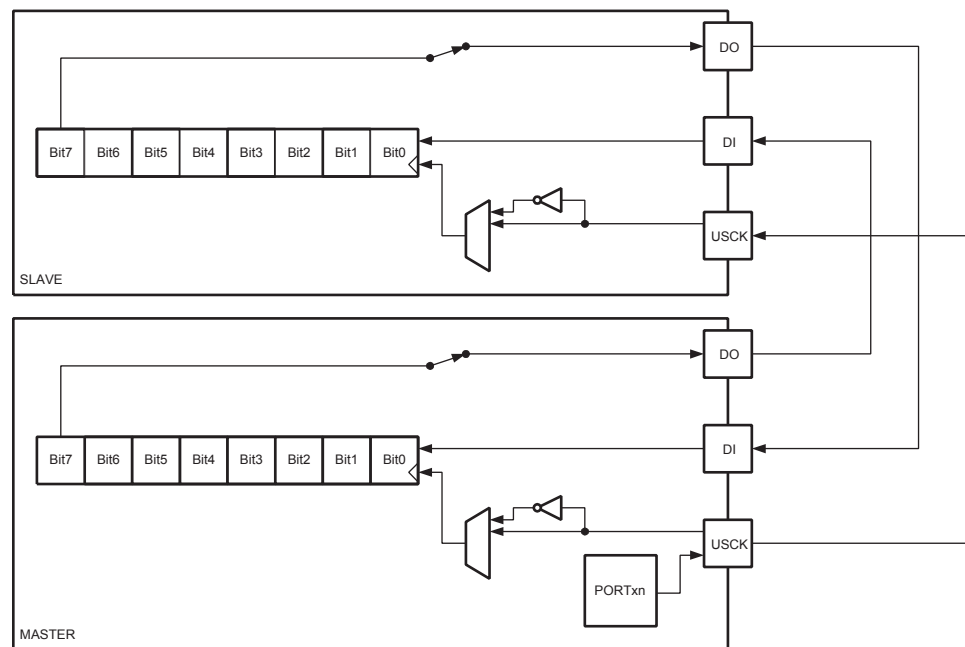 DO
Bit7 Bit6 Bit5 Bit4 Bit3 Bit2 Bit1 Bit0
DI
USCK
SLAVE
DO
Bit7 Bit6 Bit5 Bit4 Bit3 Bit2 Bit1 Bit0
DI
USCK
PORTxn
MASTER